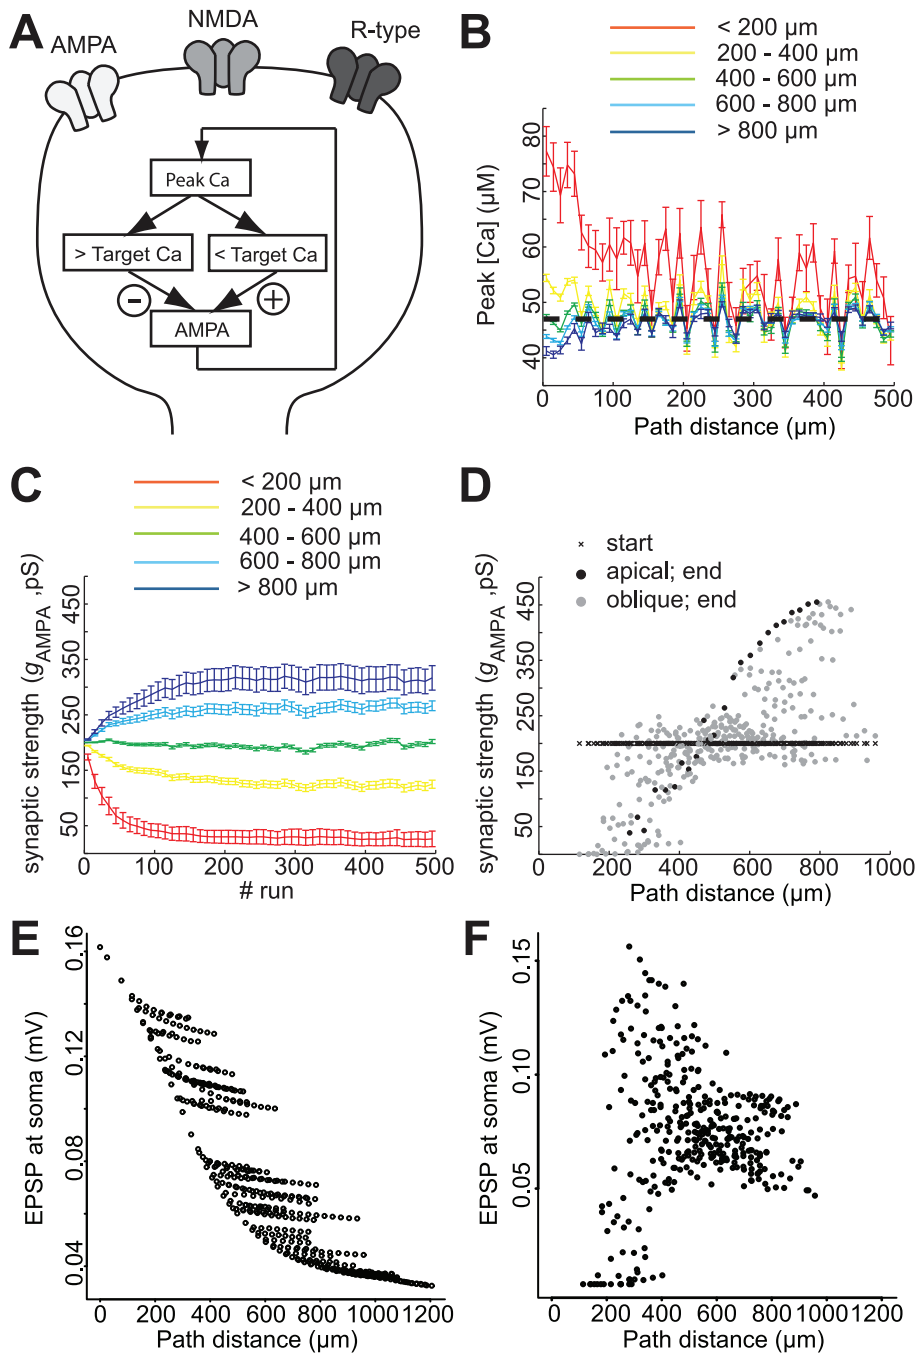 A
AMPA
NMDA
R-type
Peak Ca
> Target Ca
< Target Ca
−
+
AMPA
B
< 200 µm
200 - 400 µm
400 - 600 µm
600 - 800 µm
> 800 µm
Peak [Ca] (µM)
80
70
60
50
40
0 100 200 300 400 500
Path distance (µm)
C
< 200 µm
200 - 400 µm
400 - 600 µm
600 - 800 µm
> 800 µm
synaptic strength (gAMPA ,pS)
450
350
250
150
50
0 100 200 300 400 500
# run
D
× start
apical; end
oblique; end
synaptic strength (gAMPA ,pS)
450
350
250
150
50
0 200 400 600 800 1000
Path distance (µm)
E
EPSP at soma (mV)
0.16
0.12
0.08
0.04
0 200 400 600 800 1000 1200
Path distance (µm)
F
EPSP at soma (mV)
0.15
0.10
0.05
0 200 400 600 800 1000 1200
Path distance (µm)